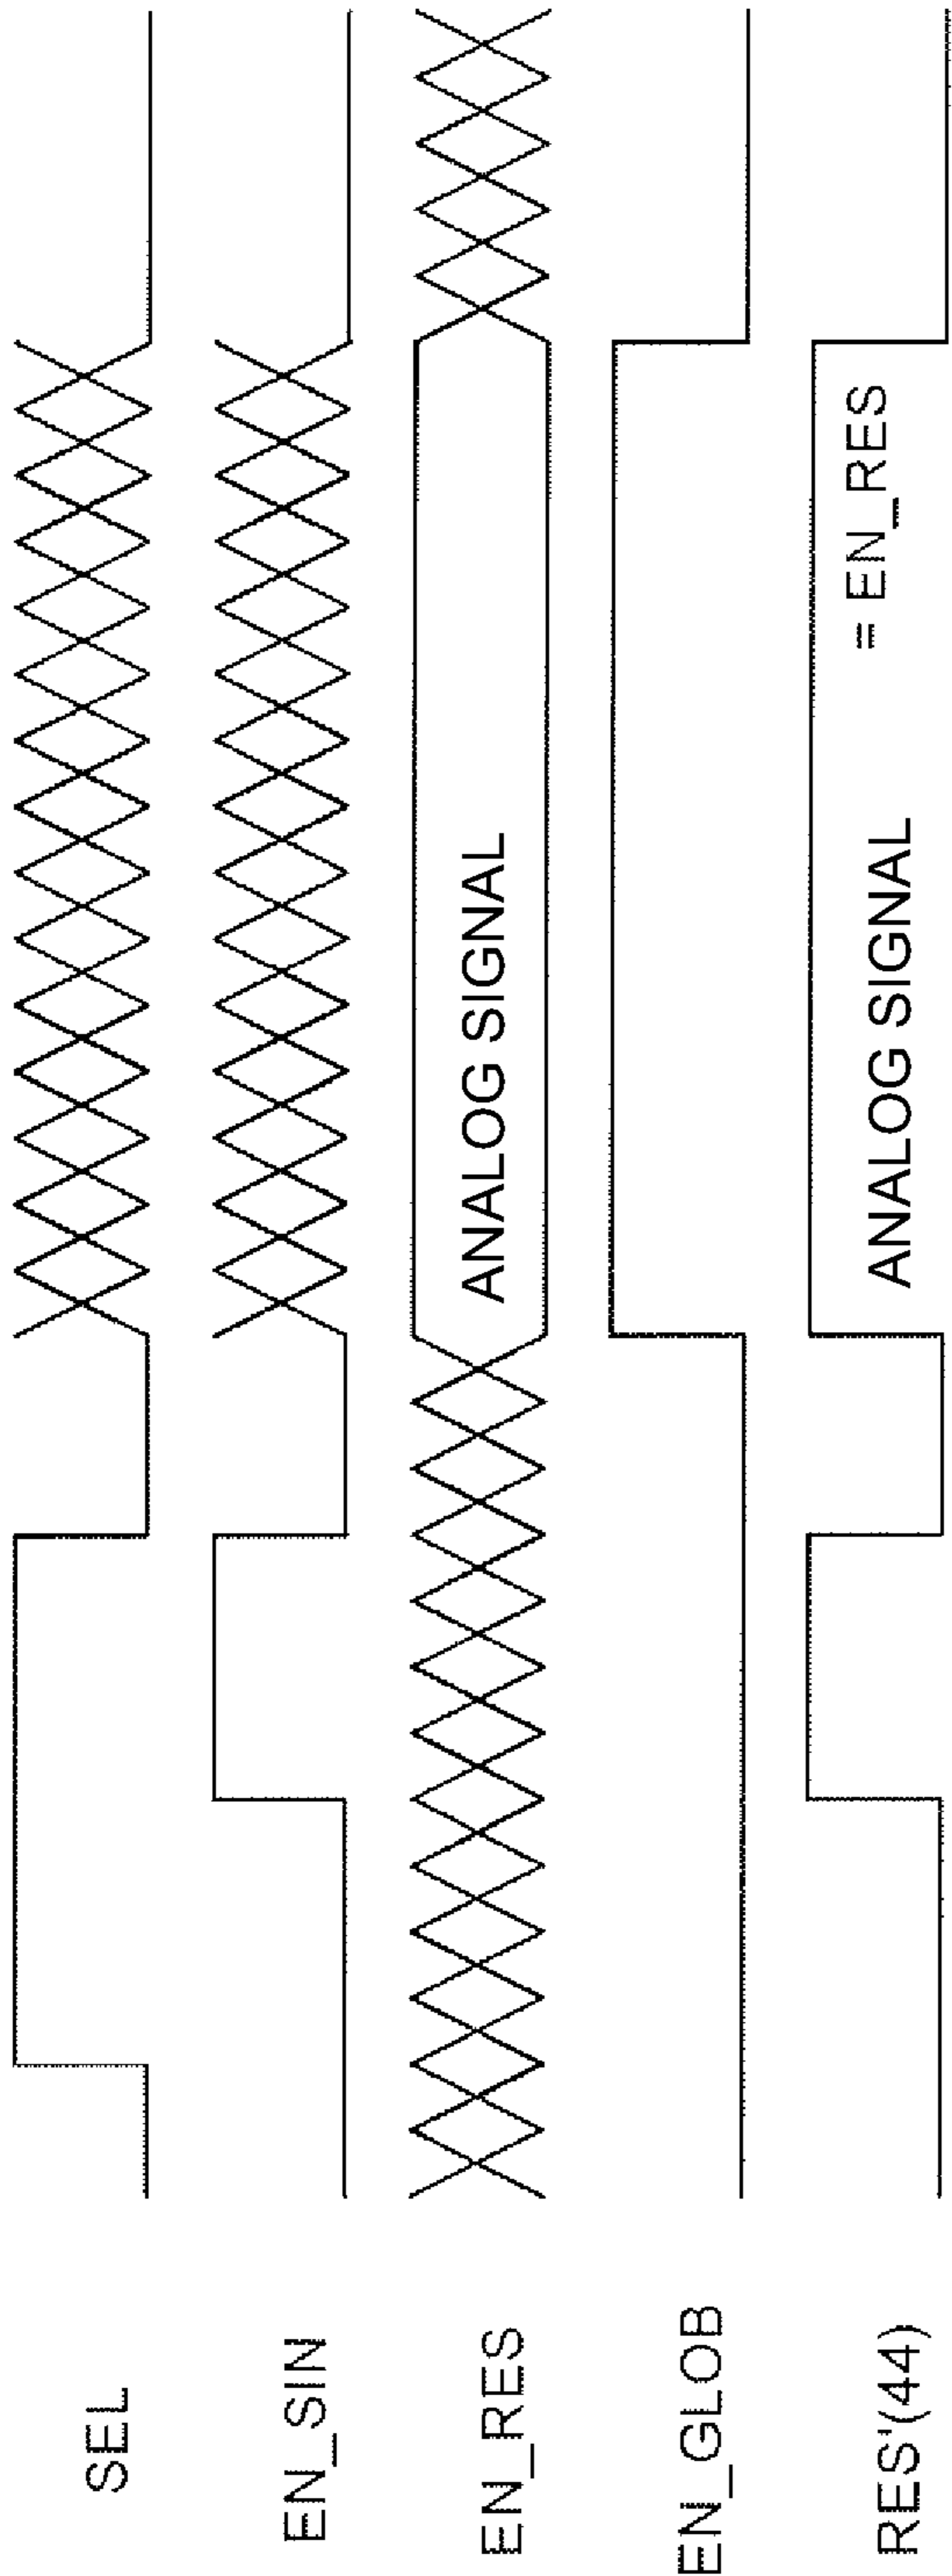 SEL
EN_SIN
EN_RES
ANALOG SIGNAL
EN_GLOB
RES'(44)
ANALOG SIGNAL = EN_RES